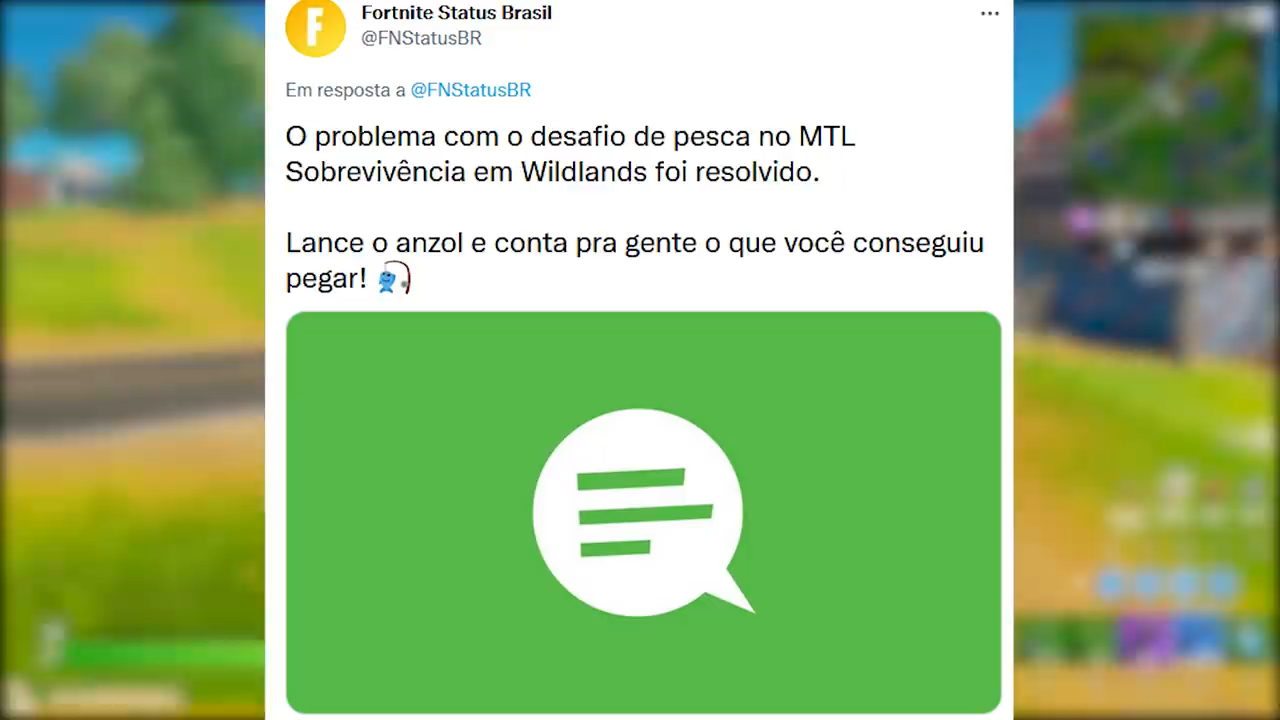 Fortnite Status Brasil
@FNStatusBR
Em resposta a @FNStatusBR
O problema com o desafio de pesca no MTL
Sobrevivência em Wildlands foi resolvido.
Lance o anzol e conta pra gente o que você conseguiu
pegar! 🎣